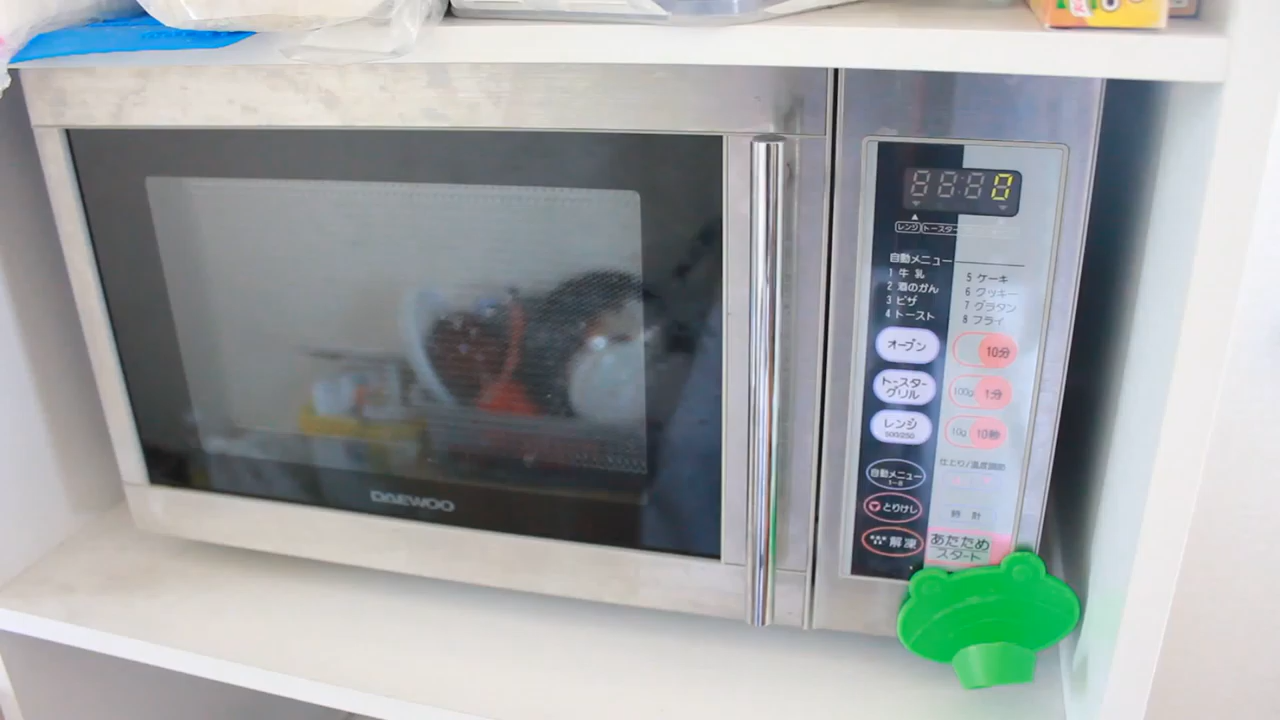 DAEWOO
0
レンジ トースター
自動メニュー
1 牛 乳
2 酒のかん
3 ピザ
4 トースト
5 ケーキ
6 クッキー
7 グラタン
8 フライ
オーブン
10分
トースター
グリル
100g 1分
レンジ
500/250
10g 10秒
自動メニュー
1-8
仕上り/温度調節
とりけし
時 計
解凍
あたため
スタート